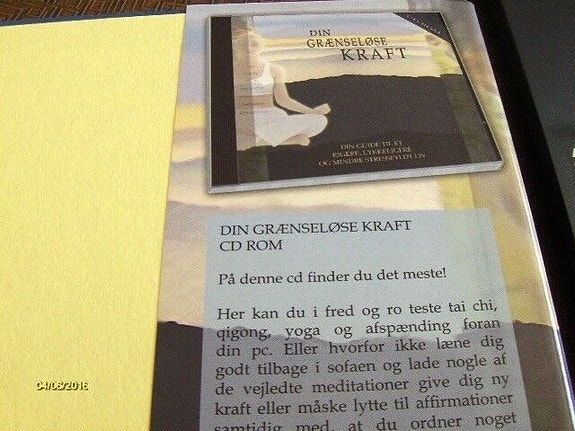 DIN
GRÆNSELØSE
KRAFT
DIN GUIDE TIL ET
RIGERE, LYKKELIGERE
OG MINDRE STRESSFYLDT LIV
DIN GRÆNSELØSE KRAFT
CD ROM
På denne cd finder du det meste!
Her kan du i fred og ro teste tai chi,
qigong, yoga og afspænding foran
din pc. Eller hvorfor ikke læne dig
godt tilbage i sofaen og lade nogle af
de vejledte meditationer give dig ny
kraft eller måske lytte til affirmationer
samtidig med, at du ordner noget
04/06/2016